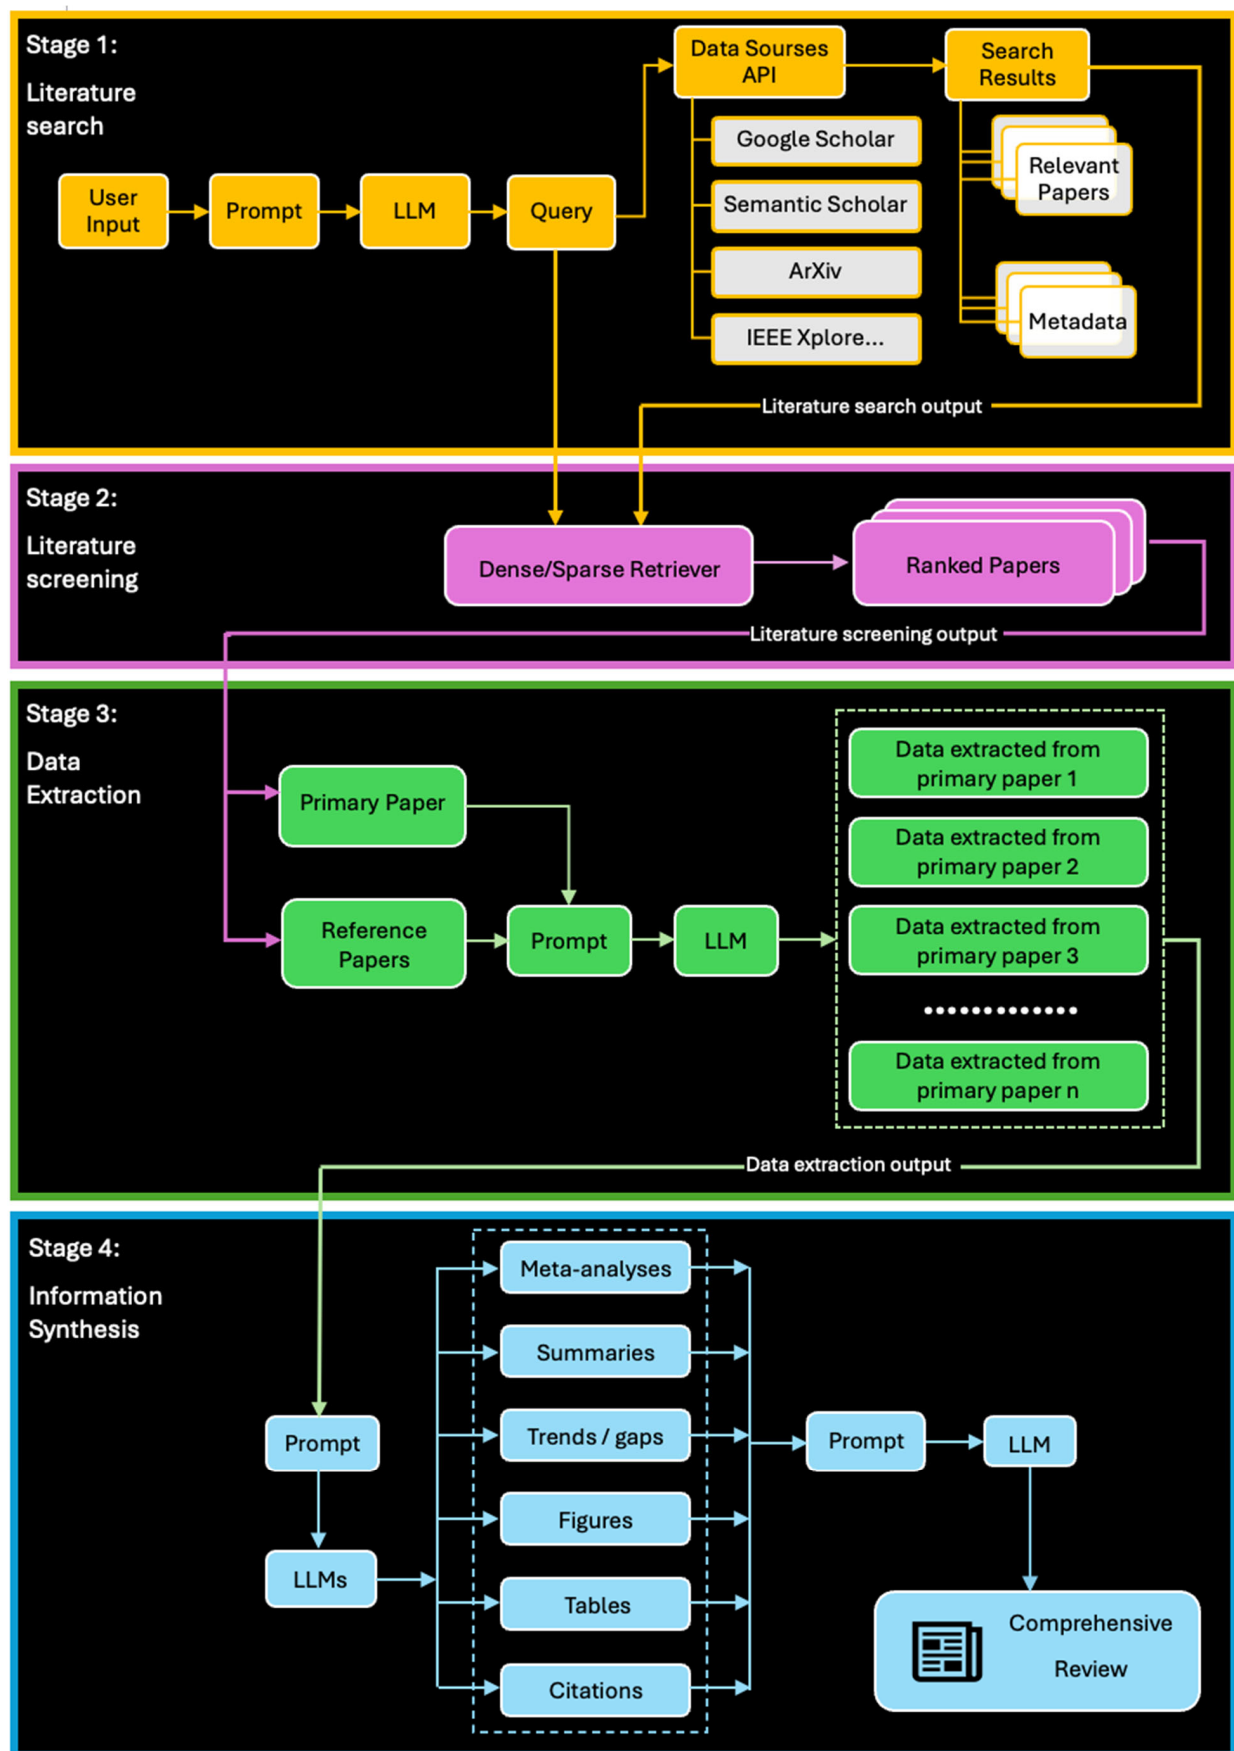 Stage 1:
Literature
search
User
Input
Prompt
LLM
Query
Data Sourses
API
Google Scholar
Semantic Scholar
ArXiv
IEEE Xplore...
Search
Results
Relevant
Papers
Metadata
Literature search output
Stage 2:
Literature
screening
Dense/Sparse Retriever
Ranked Papers
Literature screening output
Stage 3:
Data
Extraction
Primary Paper
Reference
Papers
Prompt
LLM
Data extracted from
primary paper 1
Data extracted from
primary paper 2
Data extracted from
primary paper 3
.............
Data extracted from
primary paper n
Data extraction output
Stage 4:
Information
Synthesis
Prompt
LLMs
Meta-analyses
Summaries
Trends / gaps
Figures
Tables
Citations
Prompt
LLM
Comprehensive
Review